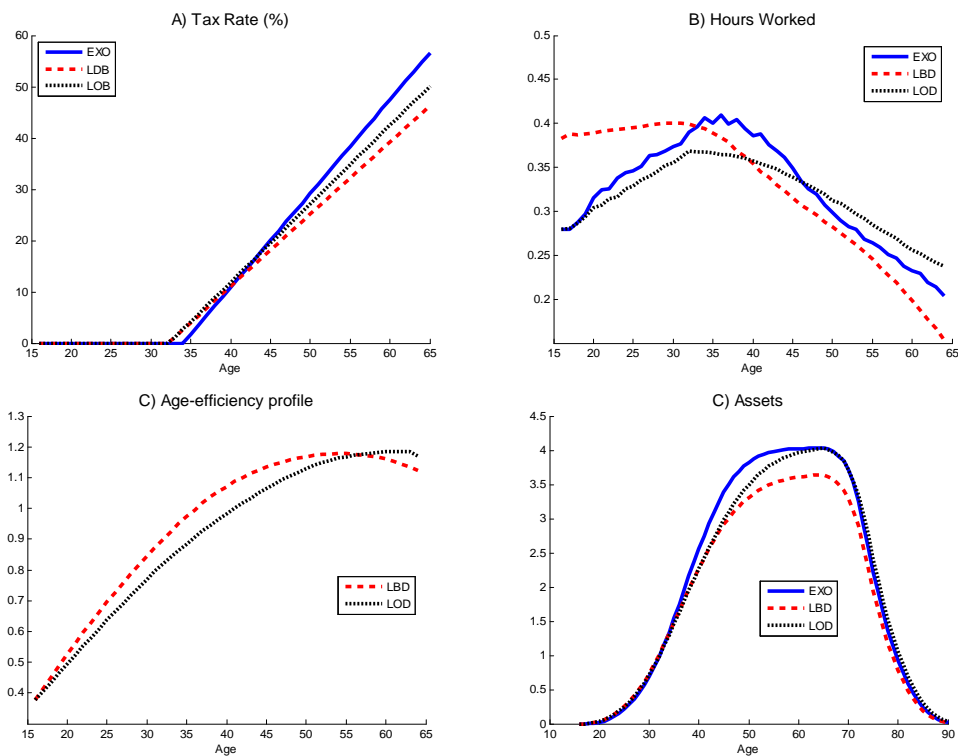 A) Tax Rate (%)
60
50
40
30
20
10
0
15 20 25 30 35 40 45 50 55 60 65
Age
EXO
LDB
LOB
B) Hours Worked
0.5
0.45
0.4
0.35
0.3
0.25
0.2
15 20 25 30 35 40 45 50 55 60 65
Age
EXO
LBD
LOD
C) Age-efficiency profile
1.3
1.2
1.1
1
0.9
0.8
0.7
0.6
0.5
0.4
15 20 25 30 35 40 45 50 55 60 65
Age
LBD
LOD
C) Assets
4.5
4
3.5
3
2.5
2
1.5
1
0.5
0
10 20 30 40 50 60 70 80 90
Age
EXO
LBD
LOD